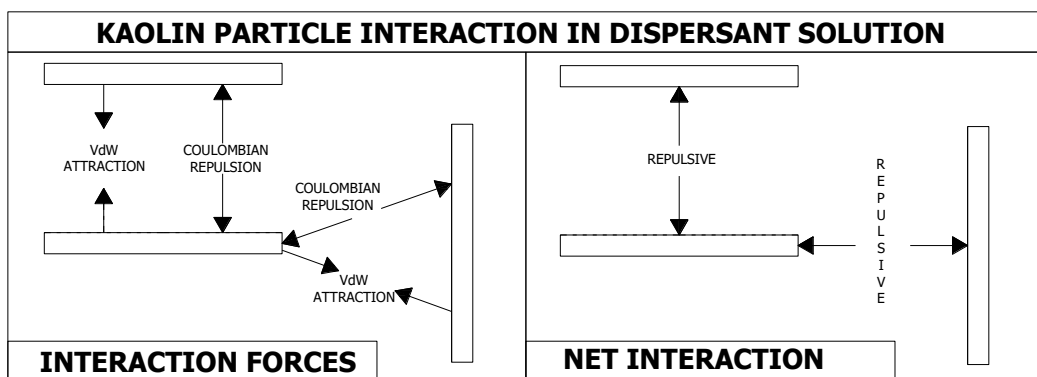 KAOLIN PARTICLE INTERACTION IN DISPERSANT SOLUTION
VdW
ATTRACTION
COULOMBIAN
REPULSION
COULOMBIAN
REPULSION
VdW
ATTRACTION
INTERACTION FORCES
REPULSIVE
REPULSIVE
NET INTERACTION